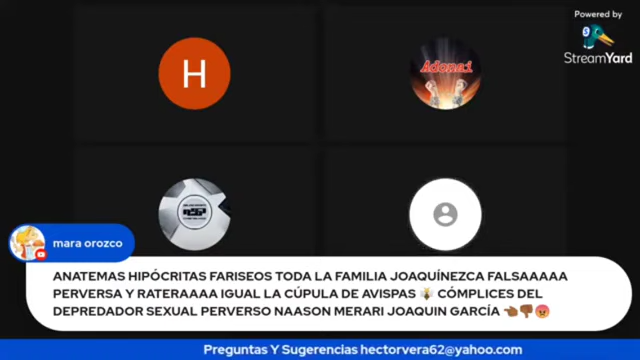 Powered by
StreamYard
H
Adonai
mara orozco
ANATEMAS HIPÓCRITAS FARISEOS TODA LA FAMILIA JOAQUÍNEZCA FALSAAAAA
PERVERSA Y RATERAAAA IGUAL LA CÚPULA DE AVISPAS 🐝 CÓMPLICES DEL
DEPREDADOR SEXUAL PERVERSO NAASON MERARI JOAQUIN GARCÍA 👈🏾👎🏾😡
Preguntas Y Sugerencias hectorvera62@yahoo.com